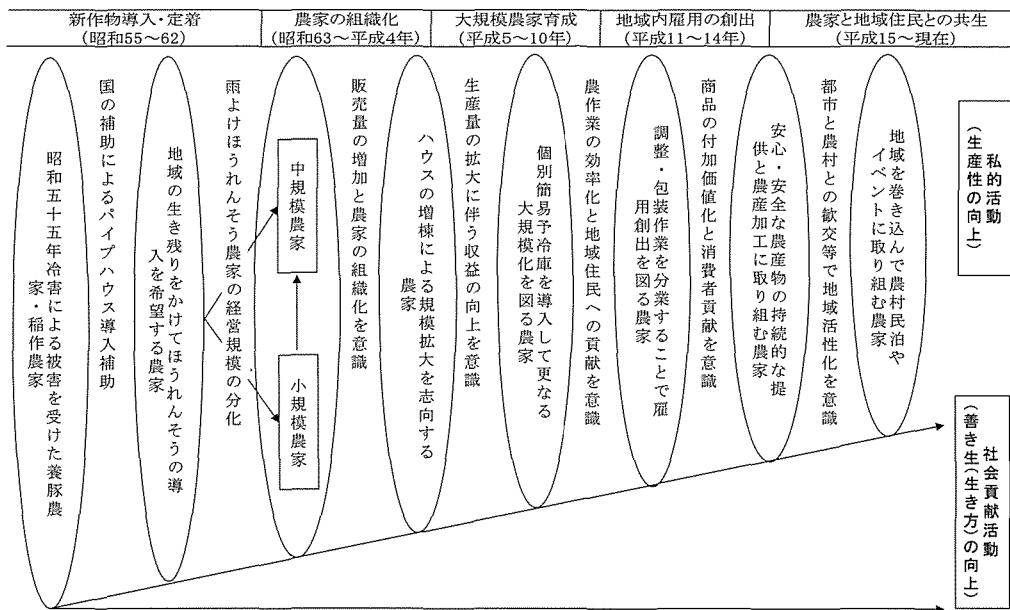 新作物導入・定着
(昭和55～62)
農家の組織化
(昭和63～平成4年)
大規模農家育成
(平成5～10年)
地域内雇用の創出
(平成11～14年)
農家と地域住民との共生
(平成15～現在)
昭和五十五年冷害による被害を受けた養豚農
家・稲作農家
国の補助によるパイプハウス導入補助
地域の生き残りをかけてほうれんそうの導
入を希望する農家
雨よけほうれんそう農家の経営規模の分化
中規模農家
小規模農家
販売量の増加と農家の組織化を意識
ハウスの増棟による規模拡大を志向する
農家
生産量の拡大に伴う収益の向上を意識
個別簡易予冷庫を導入して更なる
大規模化を図る農家
農作業の効率化と地域住民への貢献を意識
調整・包装作業を分業することで雇
用創出を図る農家
商品の付加価値化と消費者貢献を意識
安心・安全な農産物の持続的な提
供と農産加工に取り組む農家
都市と農村との歓交等で地域活性化を意識
地域を巻き込んで農村民泊や
イベントに取り組む農家
私的活動
(生産性の向上)
社会貢献活動
(善き生(生き方)の向上)